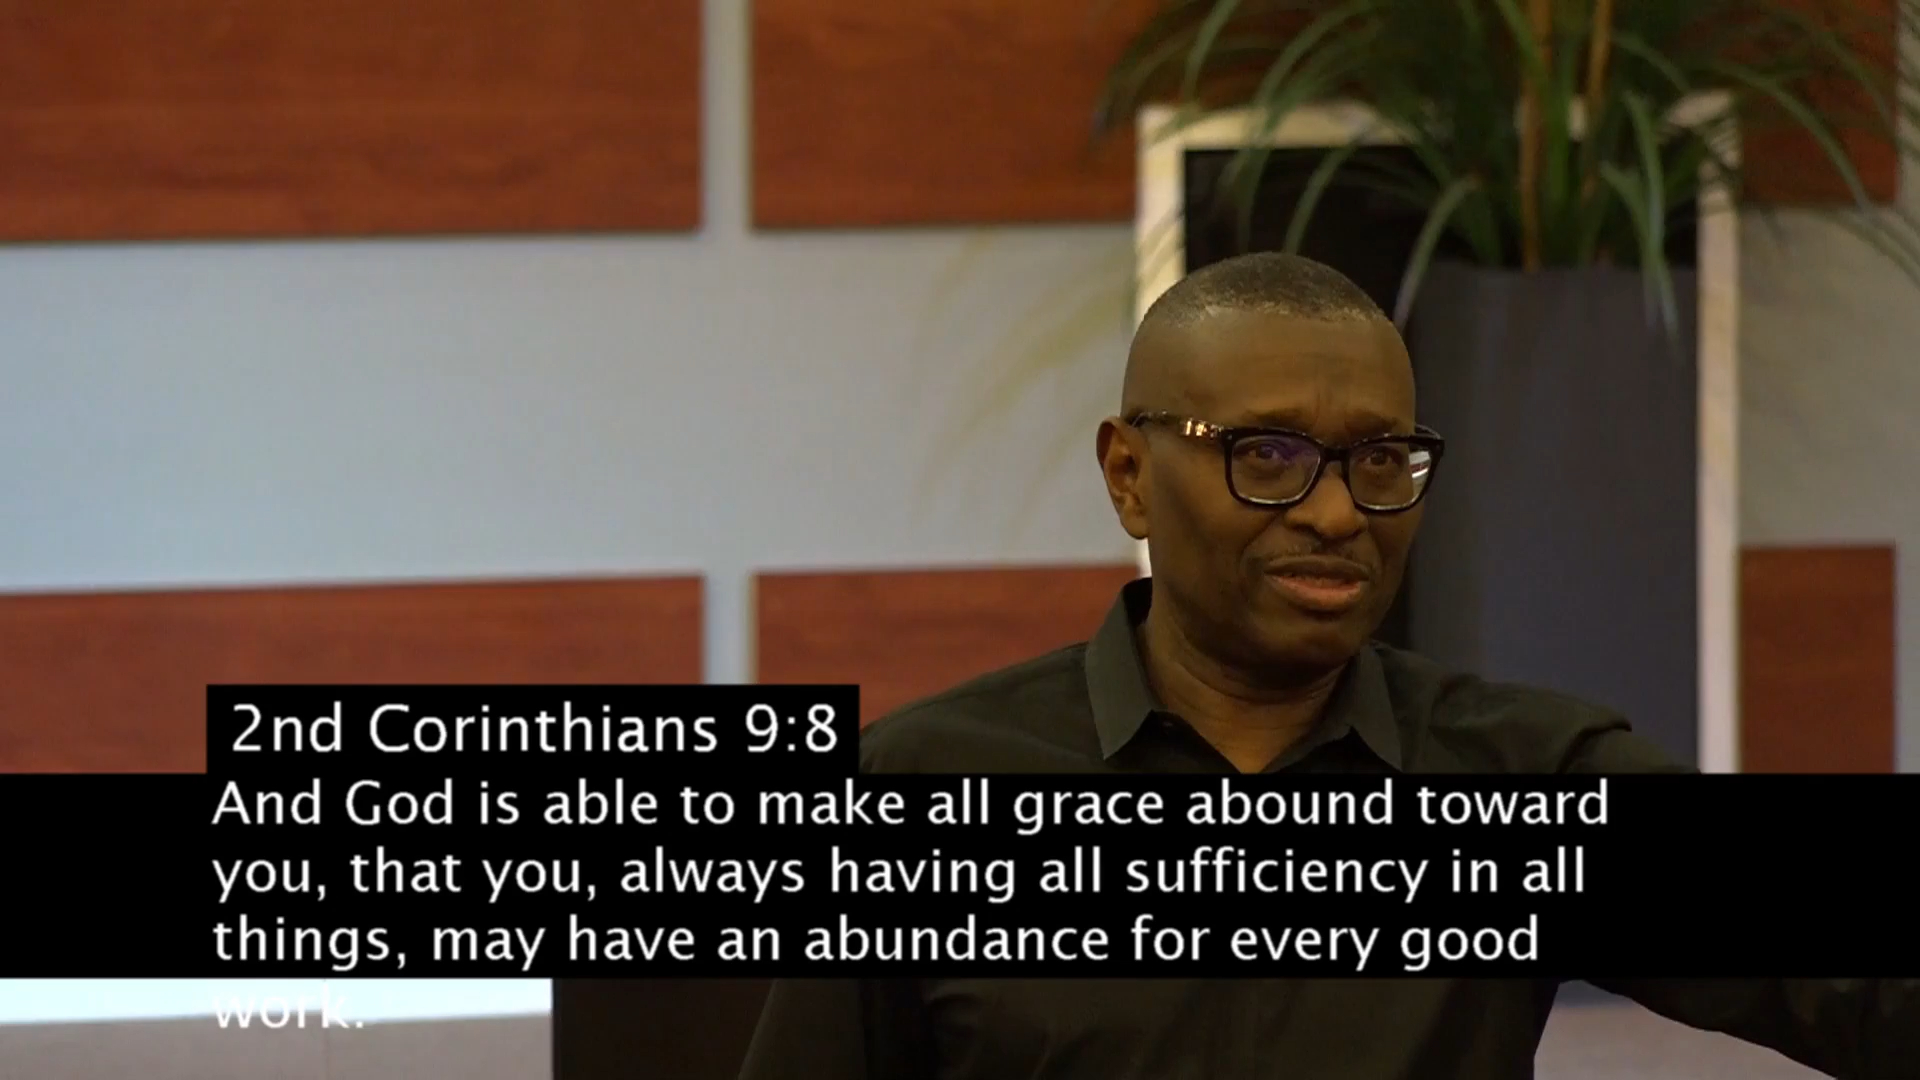 2nd Corinthians 9:8
And God is able to make all grace abound toward
you, that you, always having all sufficiency in all
things, may have an abundance for every good
work.